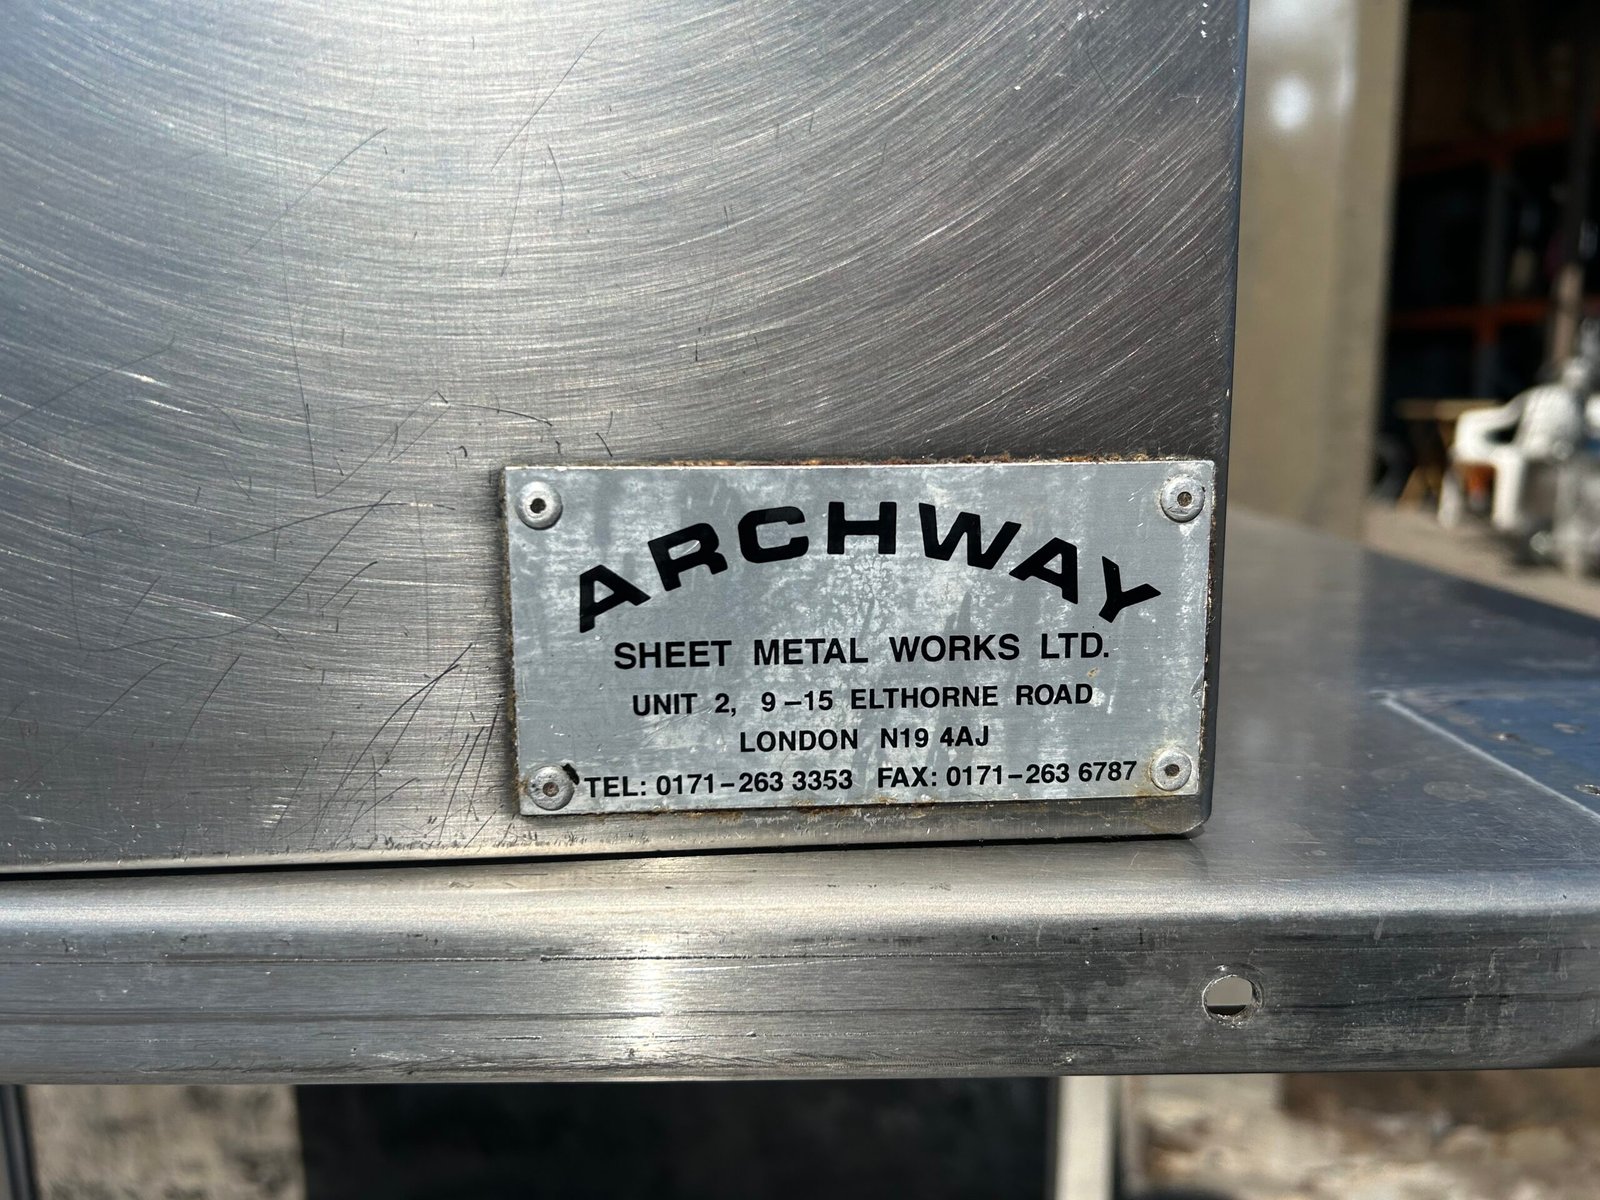 ARCHWAY
SHEET METAL WORKS LTD.
UNIT 2, 9-15 ELTHORNE ROAD
LONDON N19 4AJ
TEL: 0171-263 3353 FAX: 0171-263 6787